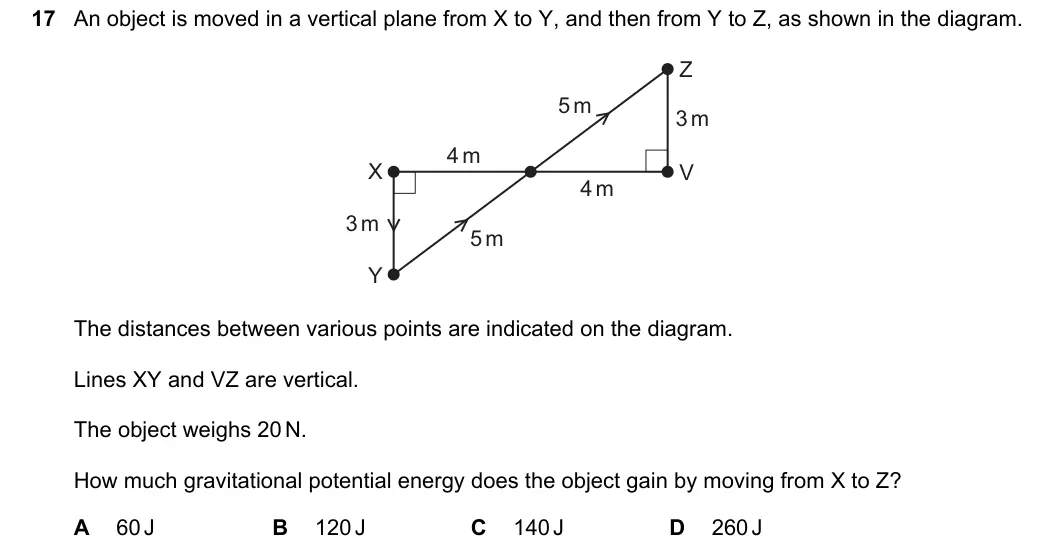 17 An object is moved in a vertical plane from X to Y, and then from Y to Z, as shown in the diagram.
Z
5 m
3 m
4 m
X
V
4 m
3 m
5 m
Y
The distances between various points are indicated on the diagram.
Lines XY and VZ are vertical.
The object weighs 20 N.
How much gravitational potential energy does the object gain by moving from X to Z?
A 60 J B 120 J C 140 J D 260 J